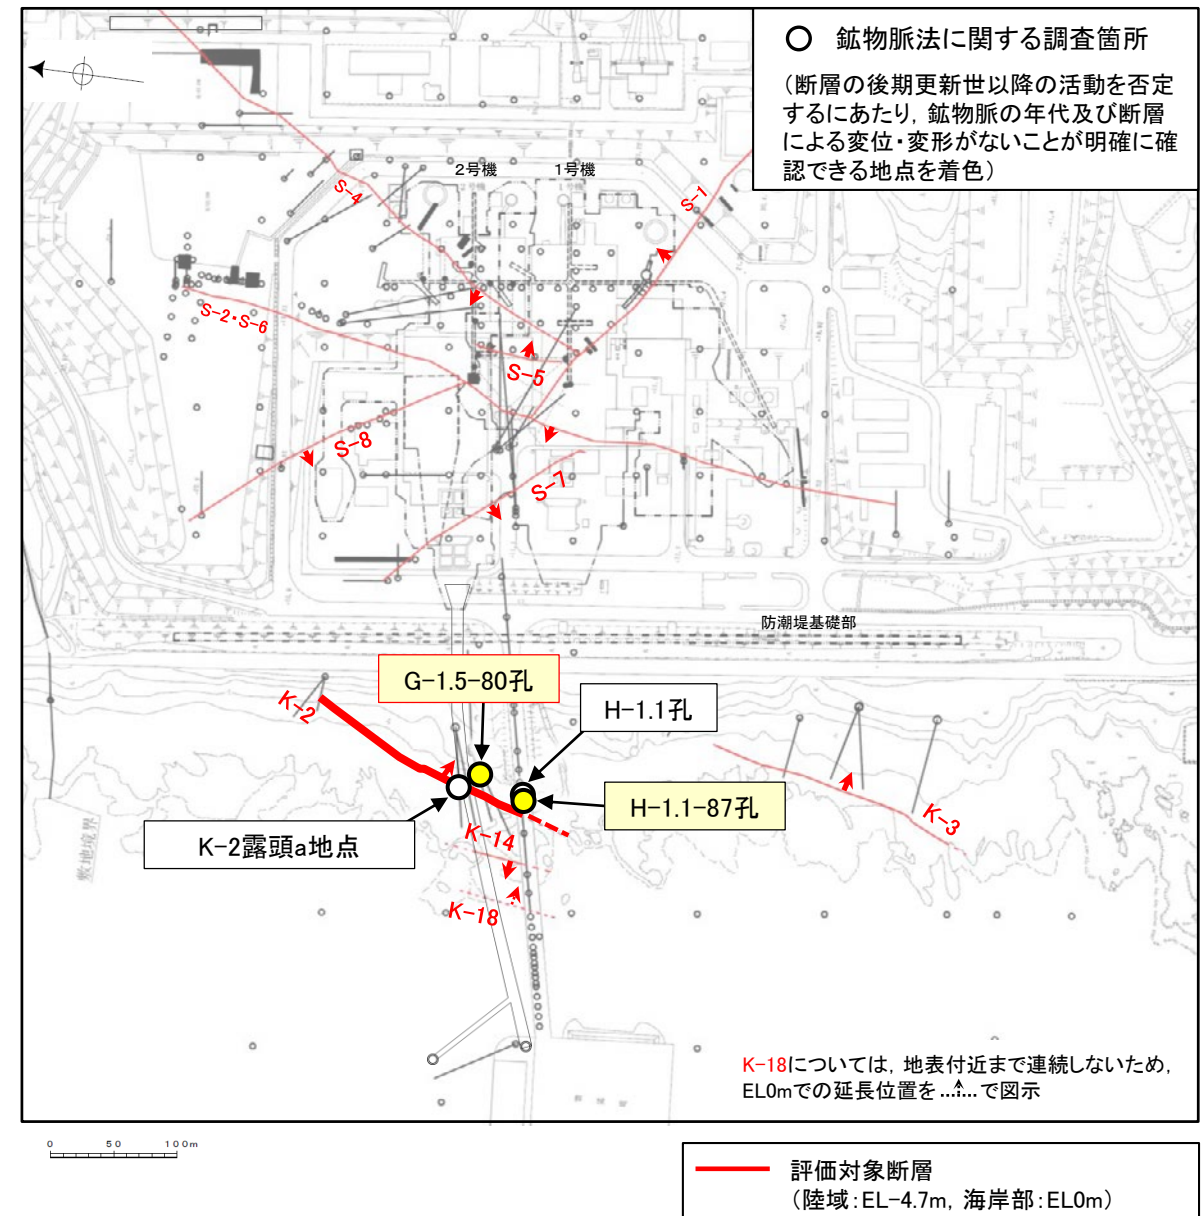 ○ 鉱物脈法に関する調査箇所
（断層の後期更新世以降の活動を否定
するにあたり，鉱物脈の年代及び断層
による変位・変形がないことが明確に確
認できる地点を着色）
2号機
1号機
S-4
S-1
S-2・S-6
S-5
S-8
S-7
防潮堤基礎部
G-1.5-80孔
K-2
H-1.1孔
H-1.1-87孔
K-14
K-3
K-2露頭a地点
敷地境界
K-18
K-18については，地表付近まで連続しないため，
EL0mでの延長位置を で図示
0 50 100m
評価対象断層
（陸域：EL-4.7m，海岸部：EL0m）